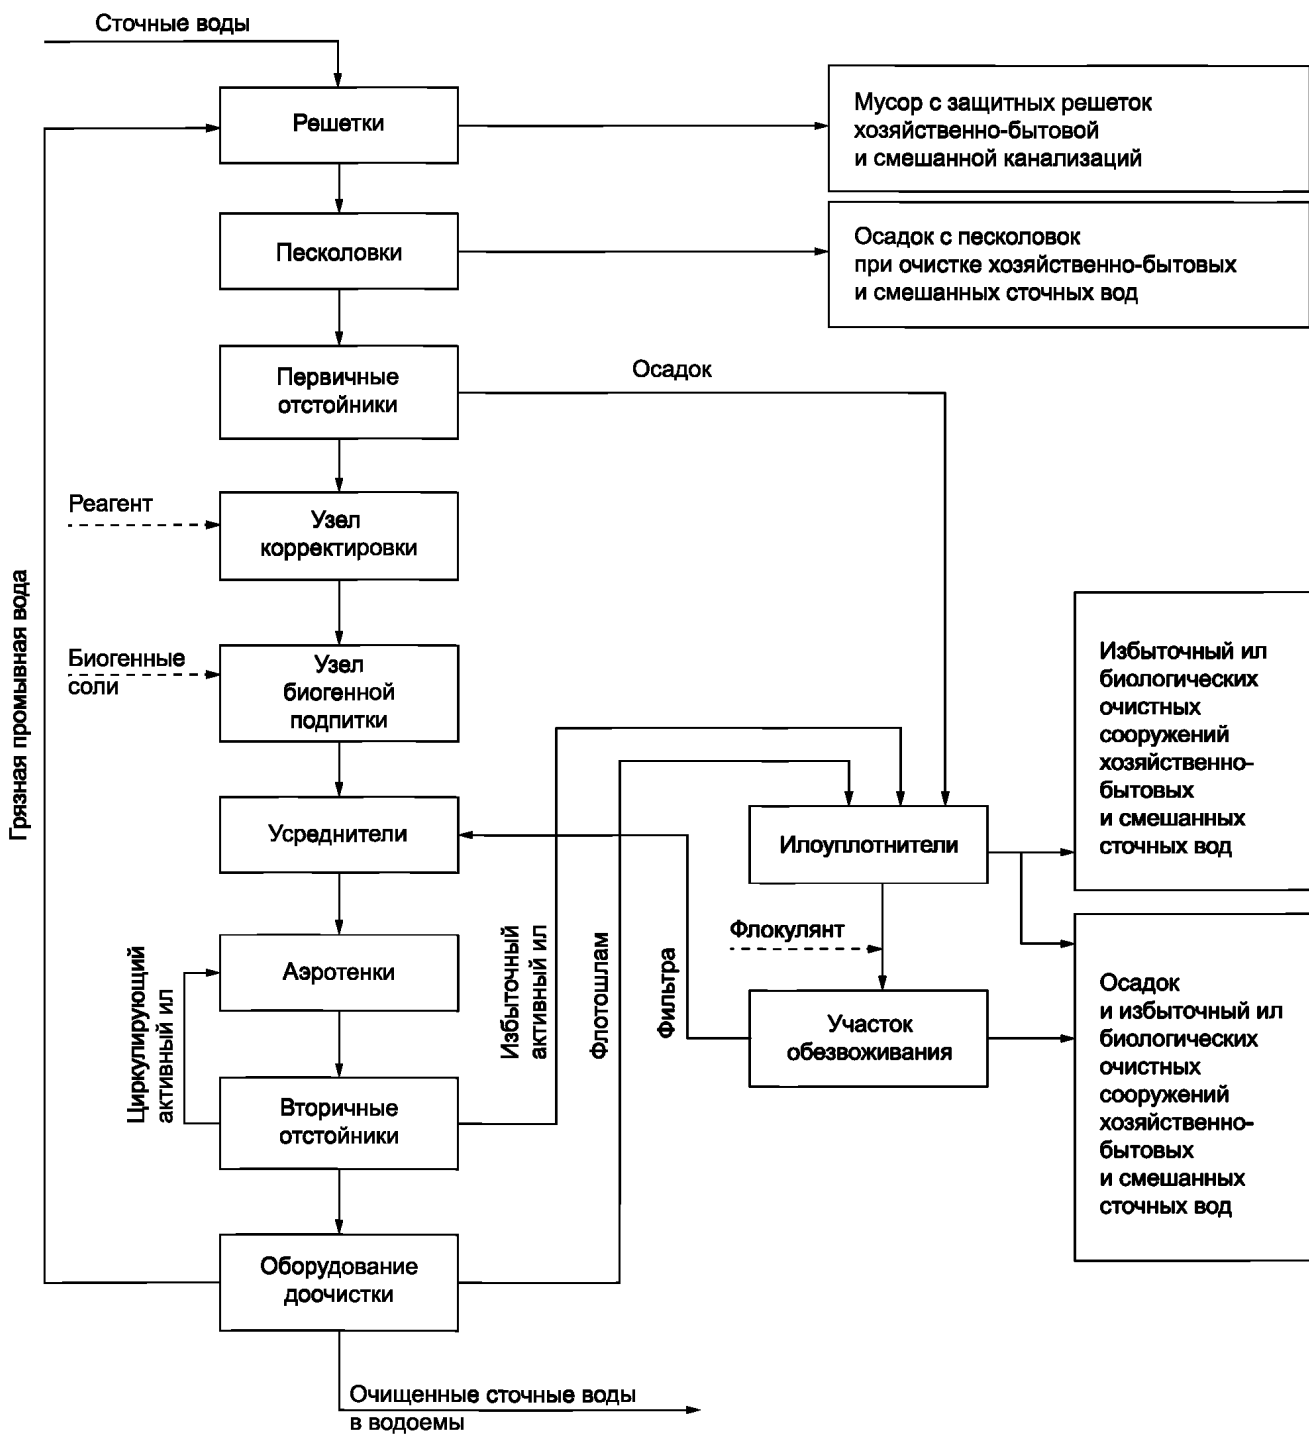 Сточные воды
Решетки
Мусор с защитных решеток
хозяйственно-бытовой
и смешанной канализаций
Песколовки
Осадок с песколовок
при очистке хозяйственно-бытовых
и смешанных сточных вод
Первичные
отстойники
Осадок
Реагент
Узел
корректировки
Биогенные
соли
Узел
биогенной
подпитки
Грязная промывная вода
Усреднители
Илоуплотнители
Избыточный ил
биологических
очистных
сооружений
хозяйственно-
бытовых
и смешанных
сточных вод
Флокулянт
Аэротенки
Циркулирующий
активный ил
Избыточный
активный ил
Флотошлам
Фильтра
Участок
обезвоживания
Осадок
и избыточный ил
биологических
очистных
сооружений
хозяйственно-
бытовых
и смешанных
сточных вод
Вторичные
отстойники
Оборудование
доочистки
Очищенные сточные воды
в водоемы